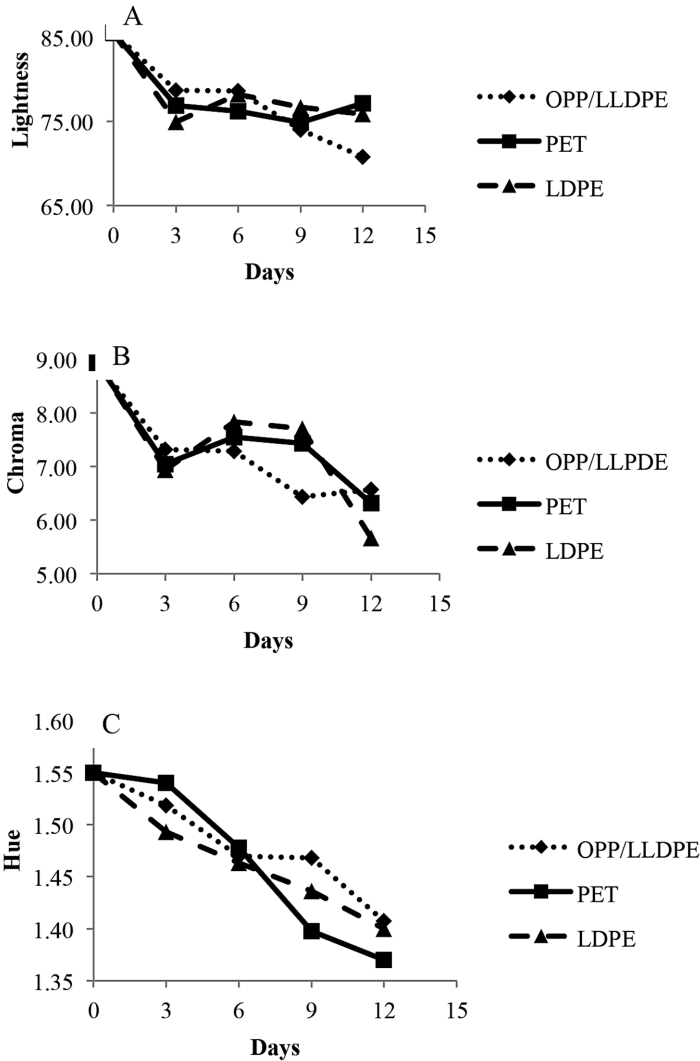 A
85.00
75.00
65.00
Lightness
0 3 6 9 12 15
Days
OPP/LLDPE
PET
LDPE
B
9.00
8.00
7.00
6.00
5.00
Chroma
0 3 6 9 12 15
Days
OPP/LLPDE
PET
LDPE
C
1.60
1.55
1.50
1.45
1.40
1.35
Hue
0 3 6 9 12 15
Days
OPP/LLDPE
PET
LDPE